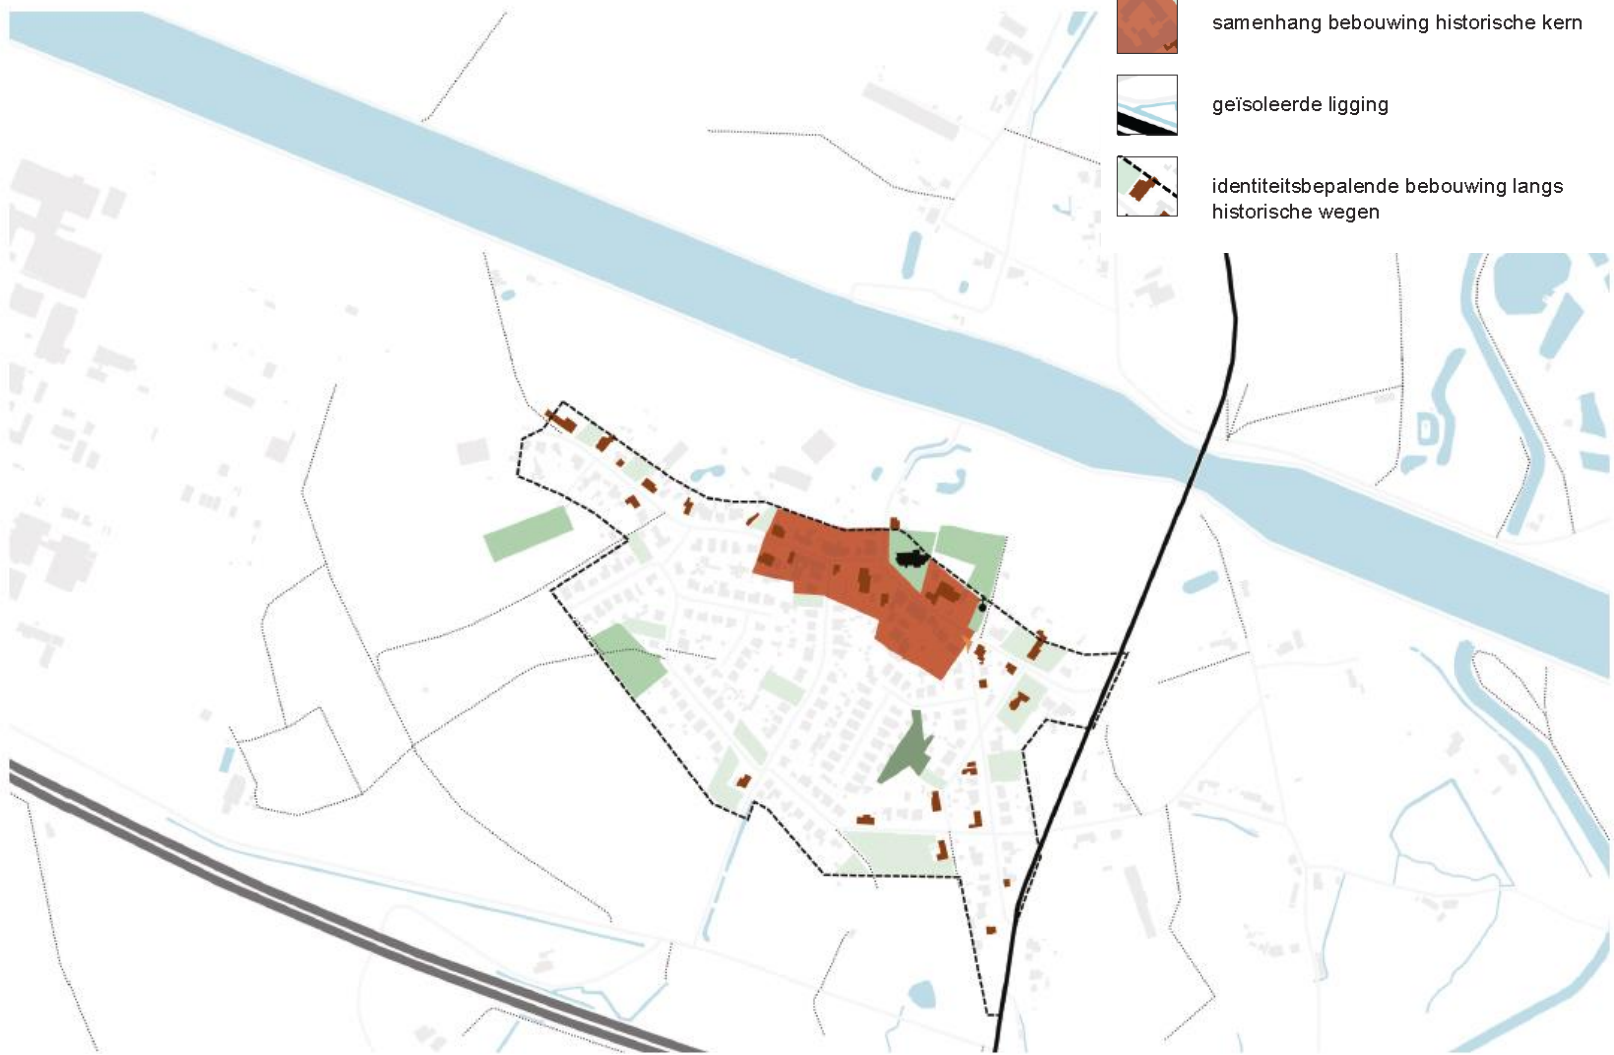 samenhang bebouwing historische kern
geïsoleerde ligging
identiteitsbepalende bebouwing langs
historische wegen